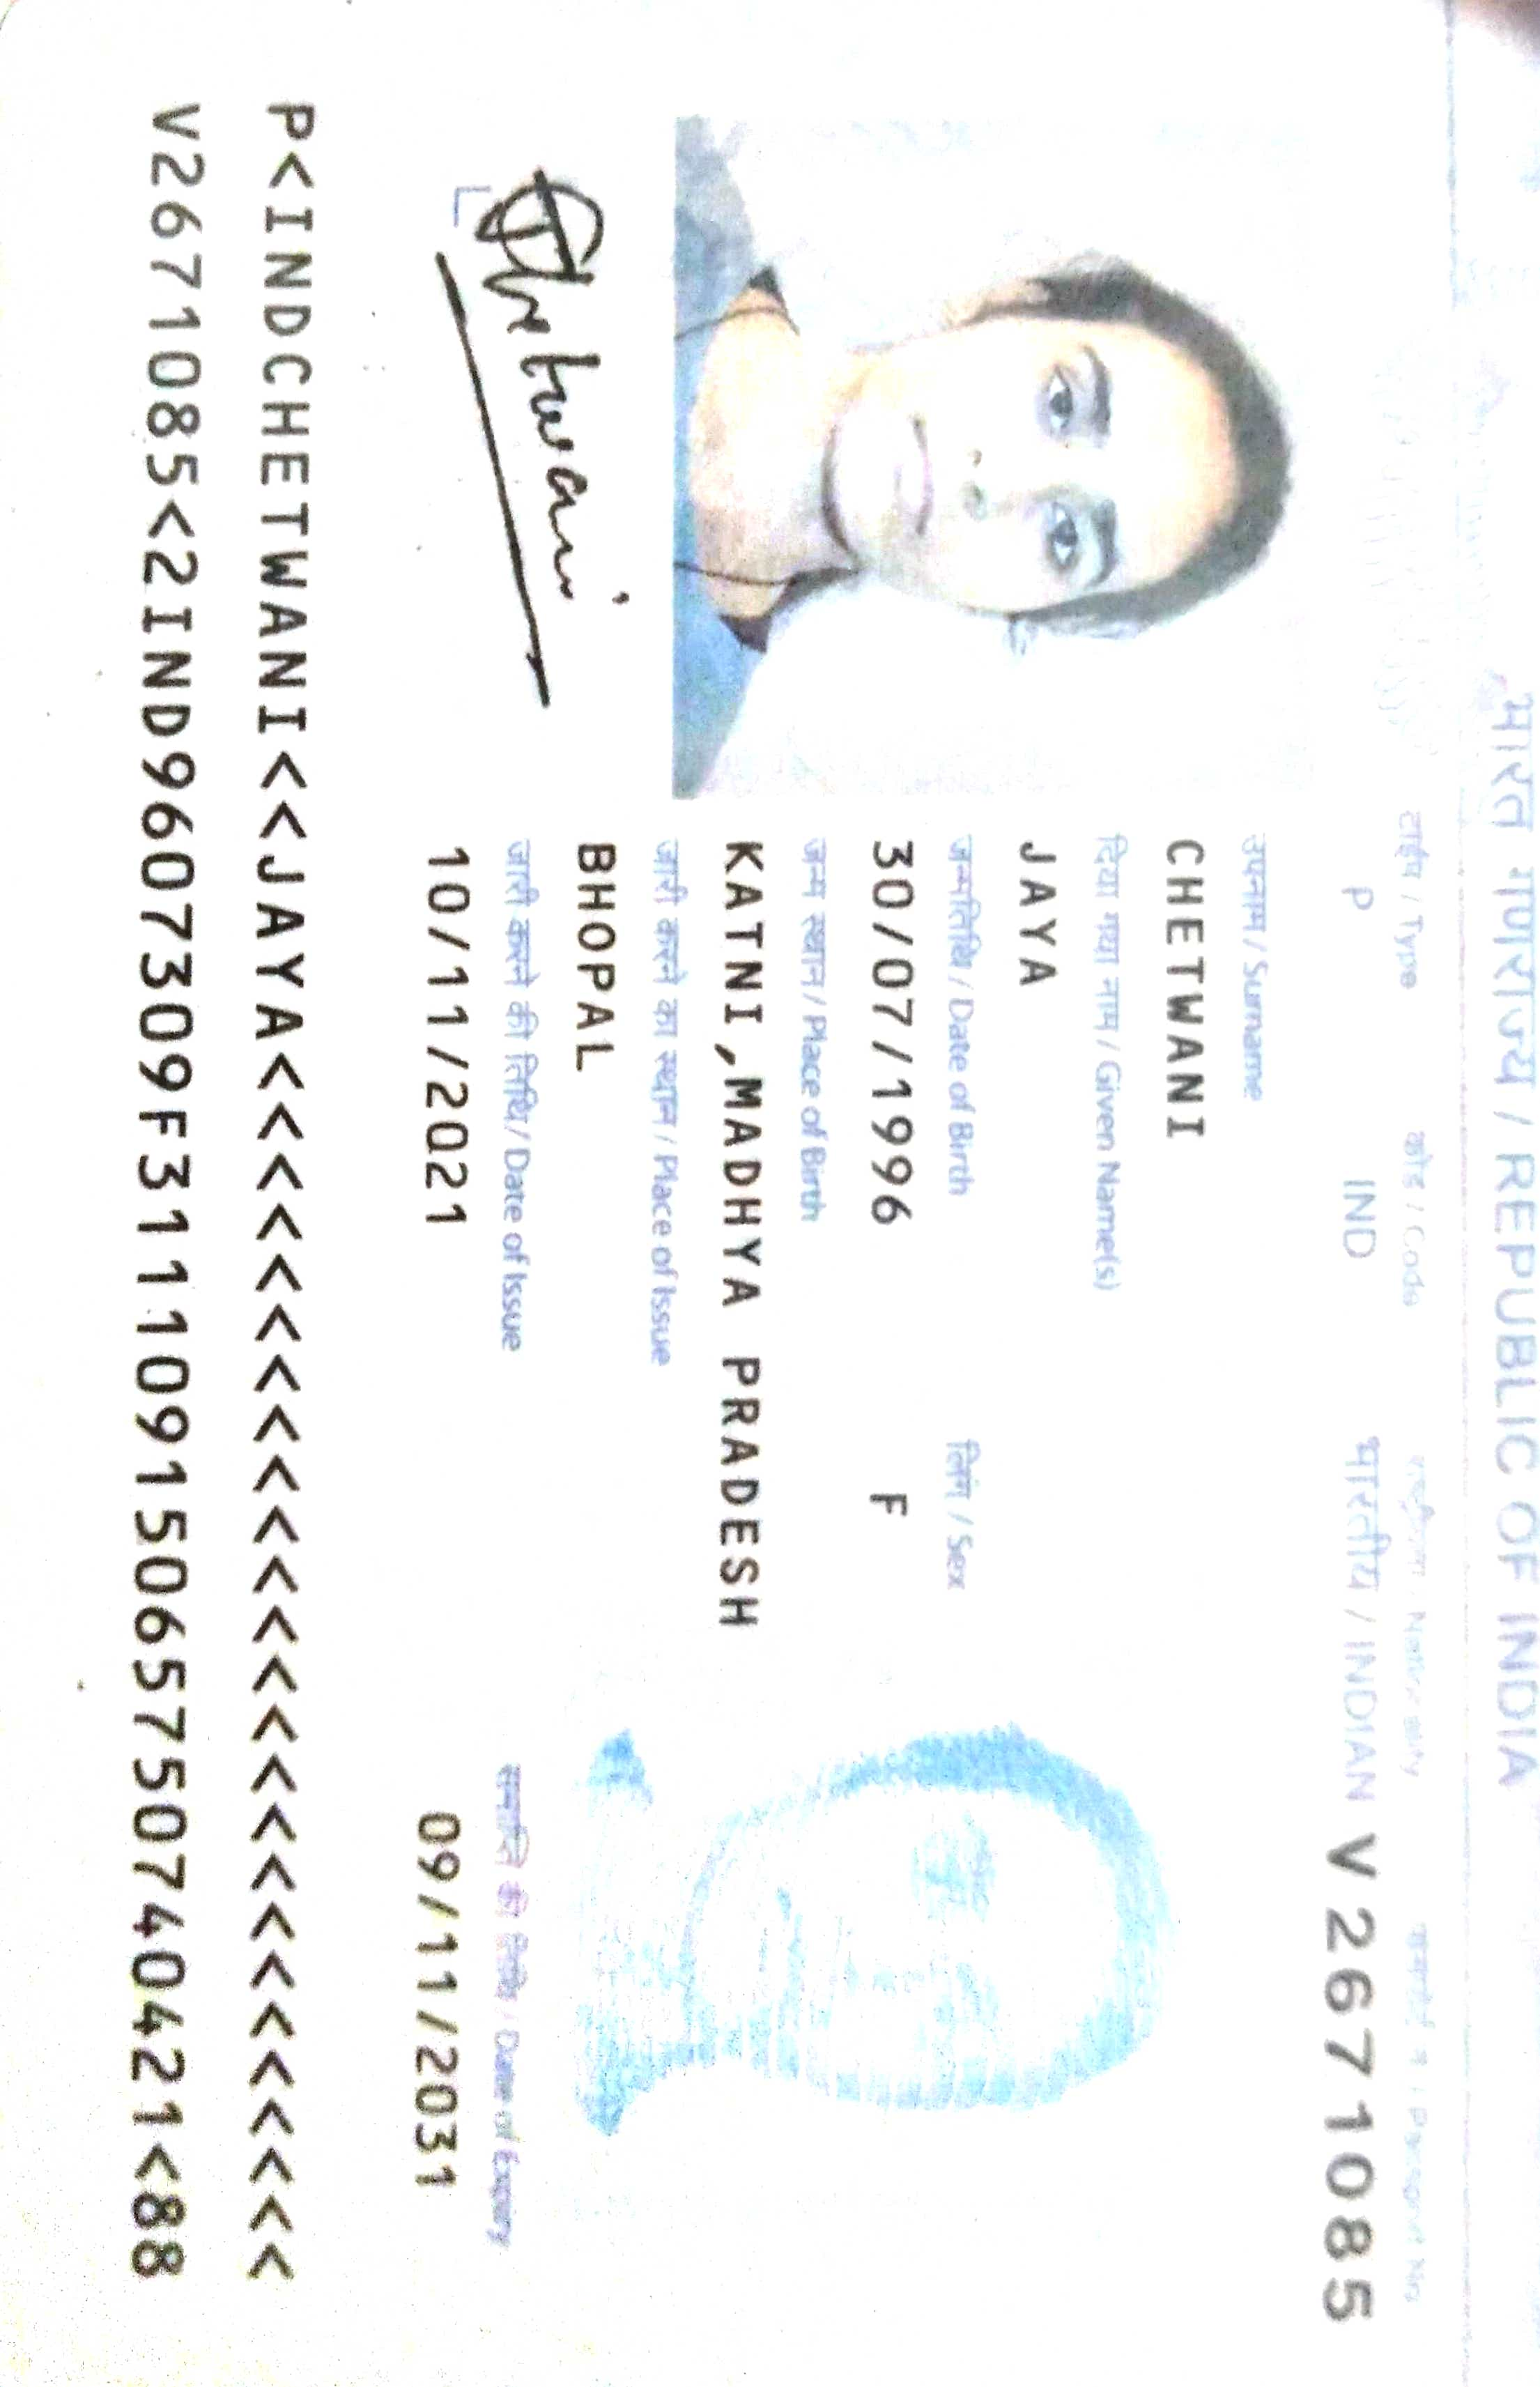 भारत गणराज्य / REPUBLIC OF INDIA
टाईप / Type कोड / Code राष्ट्रीयता / Nationality पासपोर्ट न. / Passport No.
P IND भारतीय / INDIAN V2671085
उपनाम / Surname
CHETWANI
दिया गया नाम / Given Name(s)
JAYA
जन्मतिथि / Date of Birth लिंग / Sex
30/07/1996 F
जन्म स्थान / Place of Birth
KATNI,MADHYA PRADESH
जारी करने का स्थान / Place of Issue
BHOPAL
जारी करने की तिथि / Date of Issue समाप्ति की तिथि / Date of Expiry
10/11/2021 09/11/2031
Chetwani
P<INDCHETWANI<<JAYA<<<<<<<<<<<<<<<<<<<<<<<<<
V2671085<2IND9607309F3111091506575074 0421<88